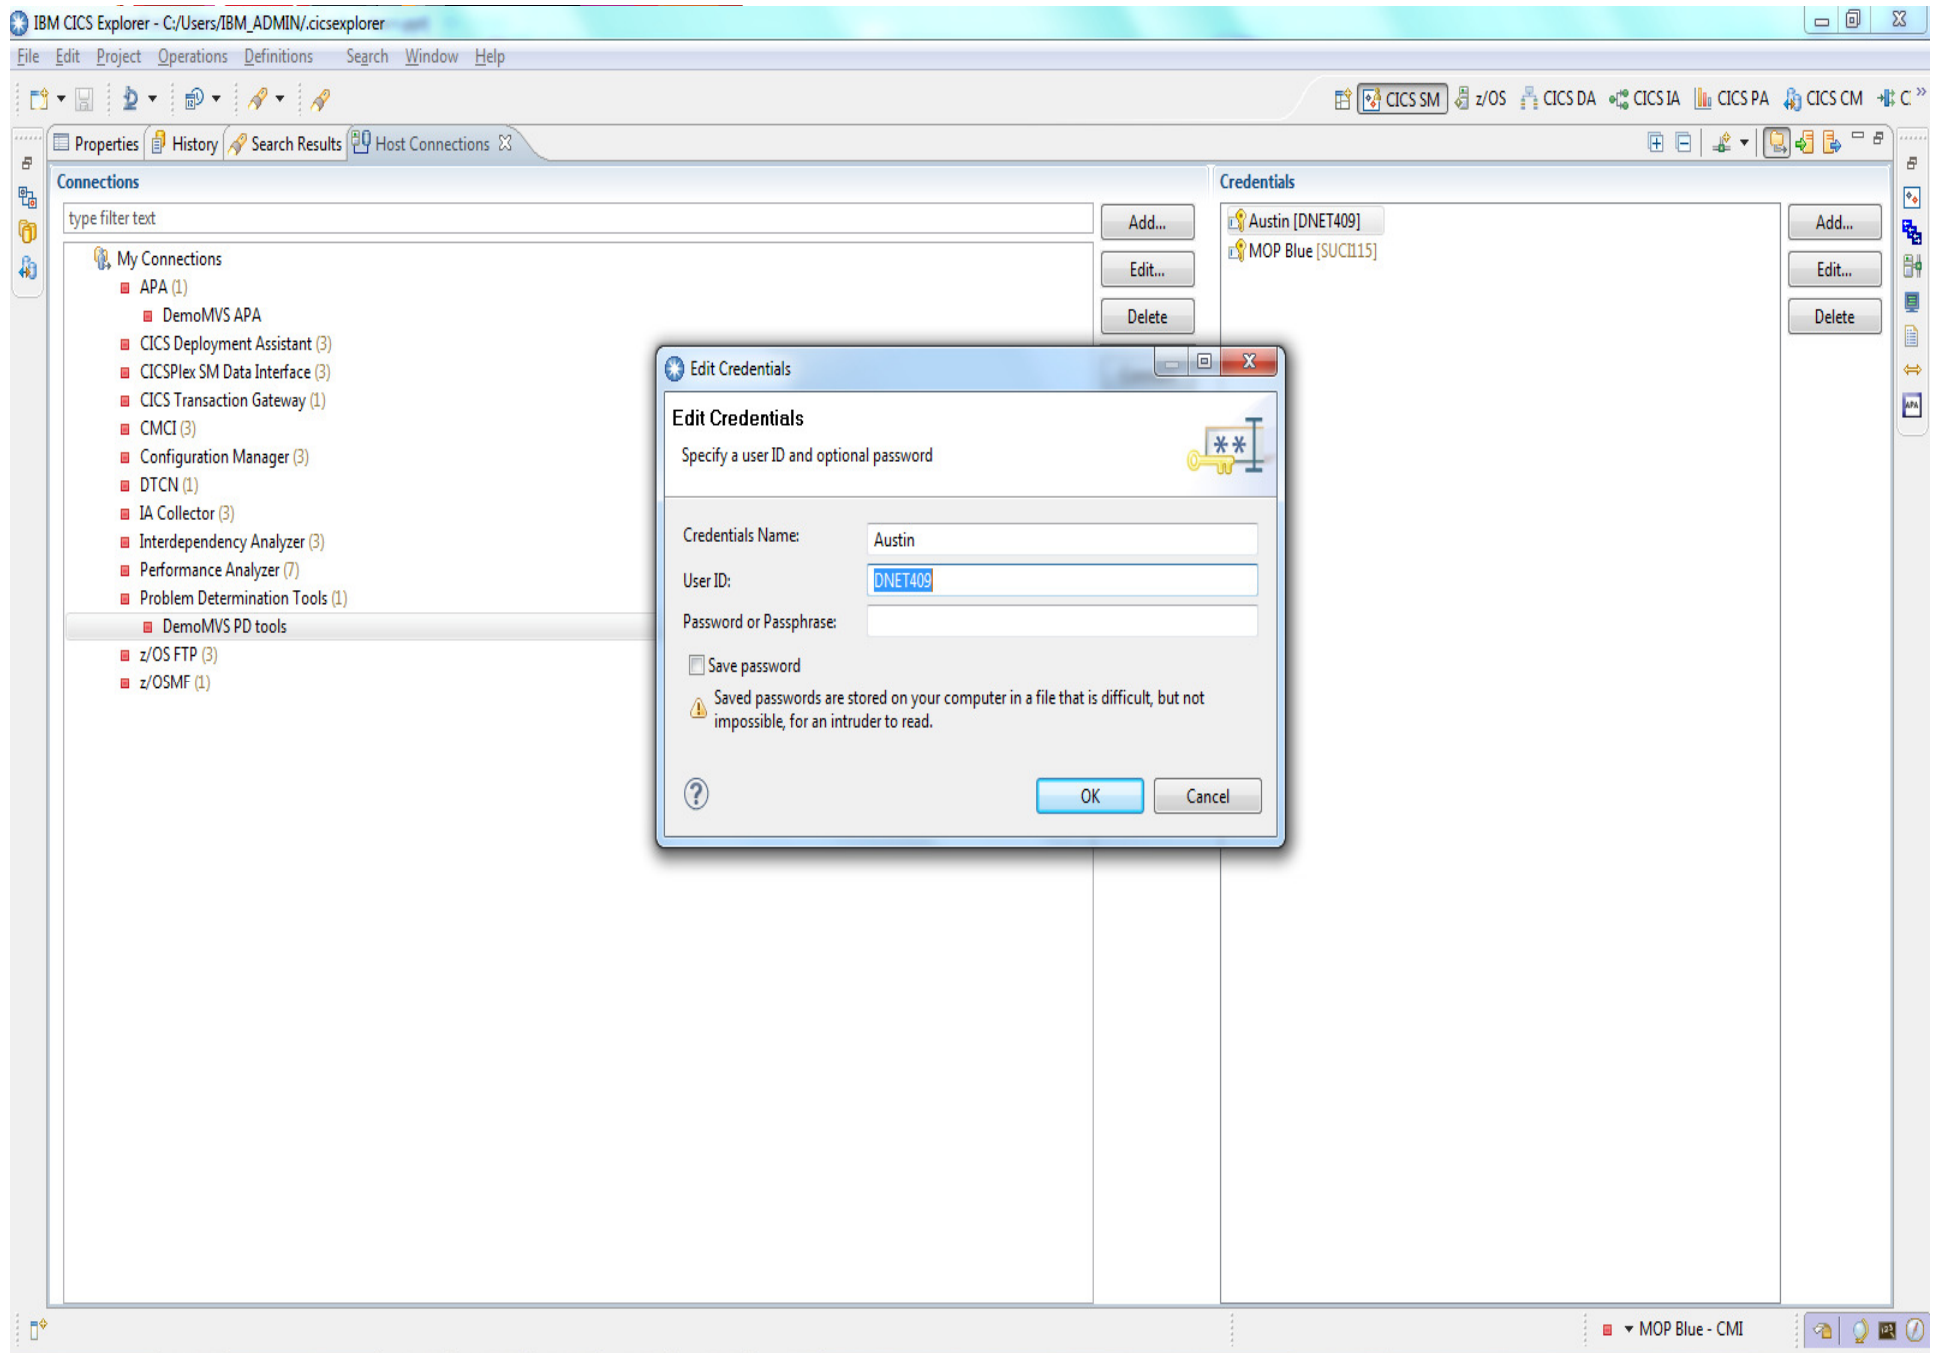 IBM CICS Explorer - C:/Users/IBM_ADMIN/.cicsexplorer
File Edit Project Operations Definitions Search Window Help
CICS SM z/OS CICS DA CICS IA CICS PA CICS CM C
Properties History Search Results Host Connections
Connections
type filter text
Add...
Edit...
Delete
My Connections
APA (1)
DemoMVS APA
CICS Deployment Assistant (3)
CICSPlex SM Data Interface (3)
CICS Transaction Gateway (1)
CMCI (3)
Configuration Manager (3)
DTCN (1)
IA Collector (3)
Interdependency Analyzer (3)
Performance Analyzer (7)
Problem Determination Tools (1)
DemoMVS PD tools
z/OS FTP (3)
z/OSMF (1)
Credentials
Austin [DNET409]
MOP Blue [SUCI115]
Add...
Edit...
Delete
APA
Edit Credentials
Edit Credentials
Specify a user ID and optional password
**
Credentials Name: Austin
User ID: DNET409
Password or Passphrase:
Save password
Saved passwords are stored on your computer in a file that is difficult, but not
impossible, for an intruder to read.
?
OK Cancel
MOP Blue - CMI